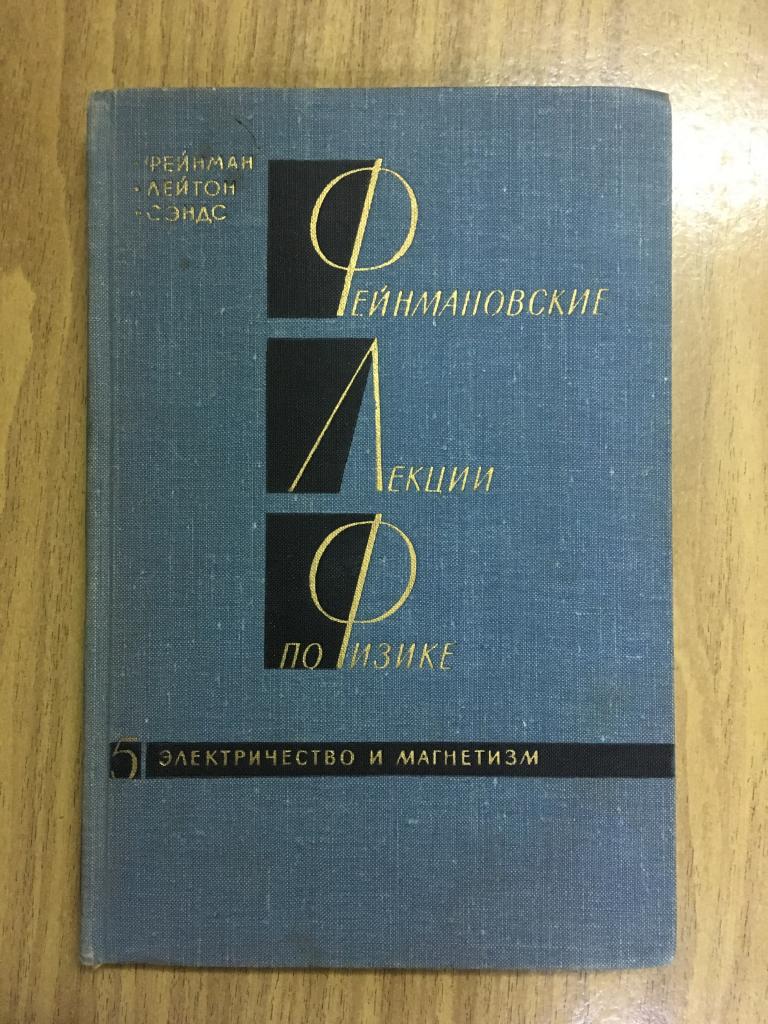 • ФЕЙНМАН
• ЛЕЙТОН
• СЭНДС
ФЕЙНМАНОВСКИЕ
ЛЕКЦИИ
ПО ФИЗИКЕ
5 ЭЛЕКТРИЧЕСТВО И МАГНЕТИЗМ